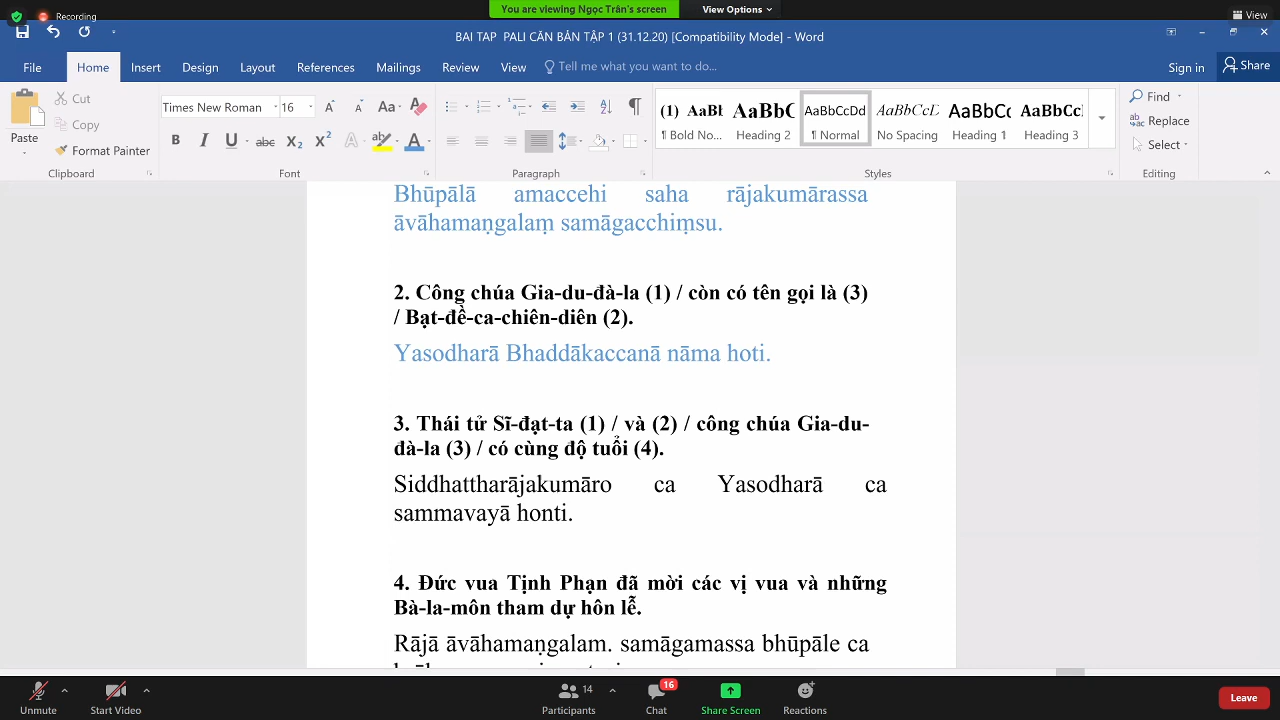 Recording
You are viewing Ngọc Trân's screen
View Options
View
BAI TAP PALI CĂN BẢN TẬP 1 (31.12.20) [Compatibility Mode] - Word
File Home Insert Design Layout References Mailings Review View Tell me what you want to do... Sign in Share
Cut
Copy
Format Painter
Paste
Clipboard
Times New Roman 16
Font
Paragraph
(1) AaBb AaBbC AaBbCcDd AaBbCcD AaBbCc AaBbCc
¶ Bold No... Heading 2 ¶ Normal No Spacing Heading 1 Heading 3
Styles
Find
Replace
Select
Editing
Bhūpālā amaccehi saha rājakumārassa
āvāhamaṇgalaṃ samāgacchiṃsu.
2. Công chúa Gia-du-đà-la (1) / còn có tên gọi là (3)
/ Bạt-đề-ca-chiên-diên (2).
Yasodharā Bhaddākaccanā nāma hoti.
3. Thái tử Sĩ-đạt-ta (1) / và (2) / công chúa Gia-du-
đà-la (3) / có cùng độ tuổi (4).
Siddhattharājakumāro ca Yasodharā ca
sammavayā honti.
4. Đức vua Tịnh Phạn đã mời các vị vua và những
Bà-la-môn tham dự hôn lễ.
Rājā āvāhamaṇgalam. samāgamassa bhūpāle ca
Unmute Start Video Participants 14 Chat 16 Share Screen Reactions Leave